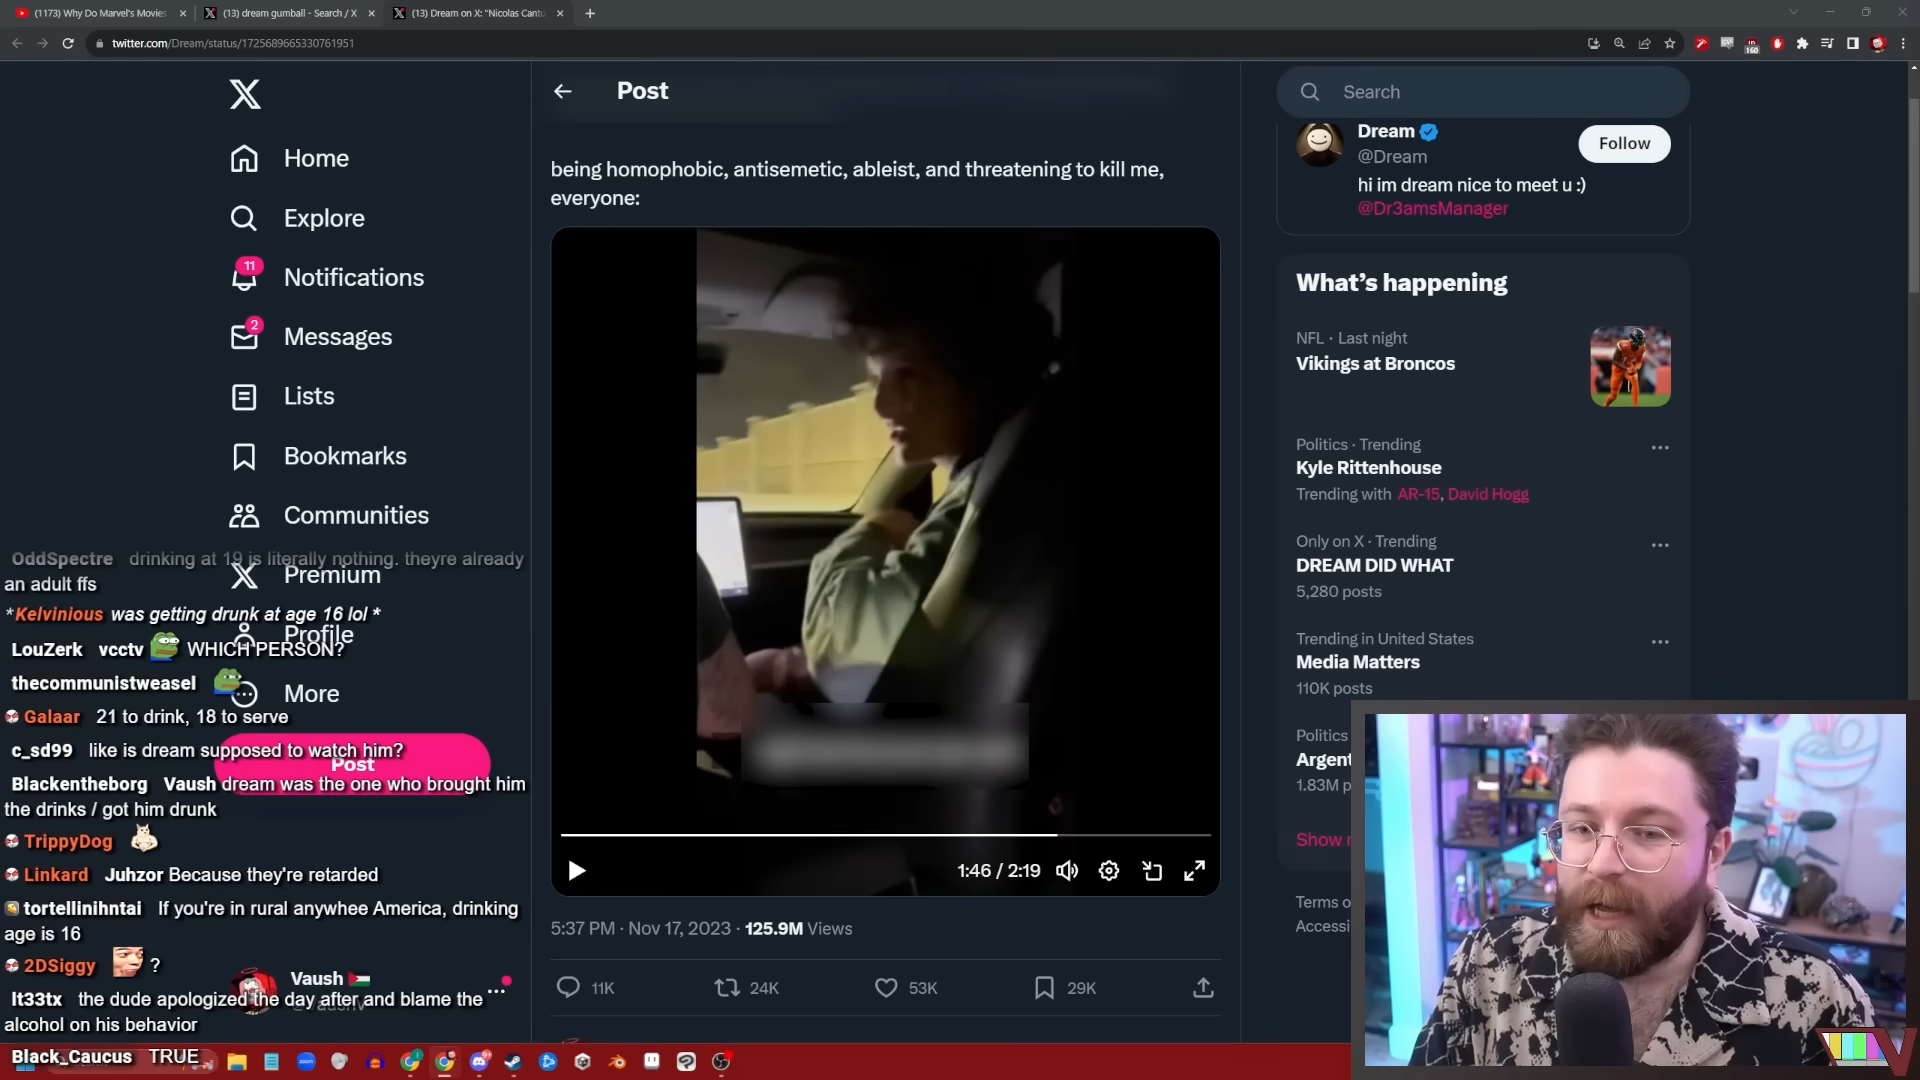 (1173) Why Do Marvel's Movies
(13) dream gumball - Search / X
(13) Dream on X: "Nicolas Cantu
twitter.com/Dream/status/1725689665330761951
160
Post
Search
being homophobic, antisemetic, ableist, and threatening to kill me,
everyone:
1:46 / 2:19
5:37 PM · Nov 17, 2023 · 125.9M Views
11K
24K
53K
29K
Home
Explore
11
Notifications
2
Messages
Lists
Bookmarks
Communities
Premium
Profile
More
Post
Vaush
OddSpectre drinking at 19 is literally nothing. theyre already
an adult ffs
*Kelvinious was getting drunk at age 16 lol *
LouZerk vcctv WHICH PERSON?
thecommunistweasel
Galaar 21 to drink, 18 to serve
c_sd99 like is dream supposed to watch him?
Blackentheborg Vaush dream was the one who brought him
the drinks / got him drunk
TrippyDog
Linkard Juhzor Because they're retarded
tortellinihntai If you're in rural anywhee America, drinking
age is 16
2DSiggy ?
lt33tx the dude apologized the day after and blame the
alcohol on his behavior
Black_Caucus TRUE
Dream
@Dream
Follow
hi im dream nice to meet u :)
@Dr3amsManager
What's happening
NFL · Last night
Vikings at Broncos
Politics · Trending
Kyle Rittenhouse
Trending with AR-15, David Hogg
Only on X · Trending
DREAM DID WHAT
5,280 posts
Trending in United States
Media Matters
110K posts
Politics
Argent
1.83M p
Show
Terms o
Accessi